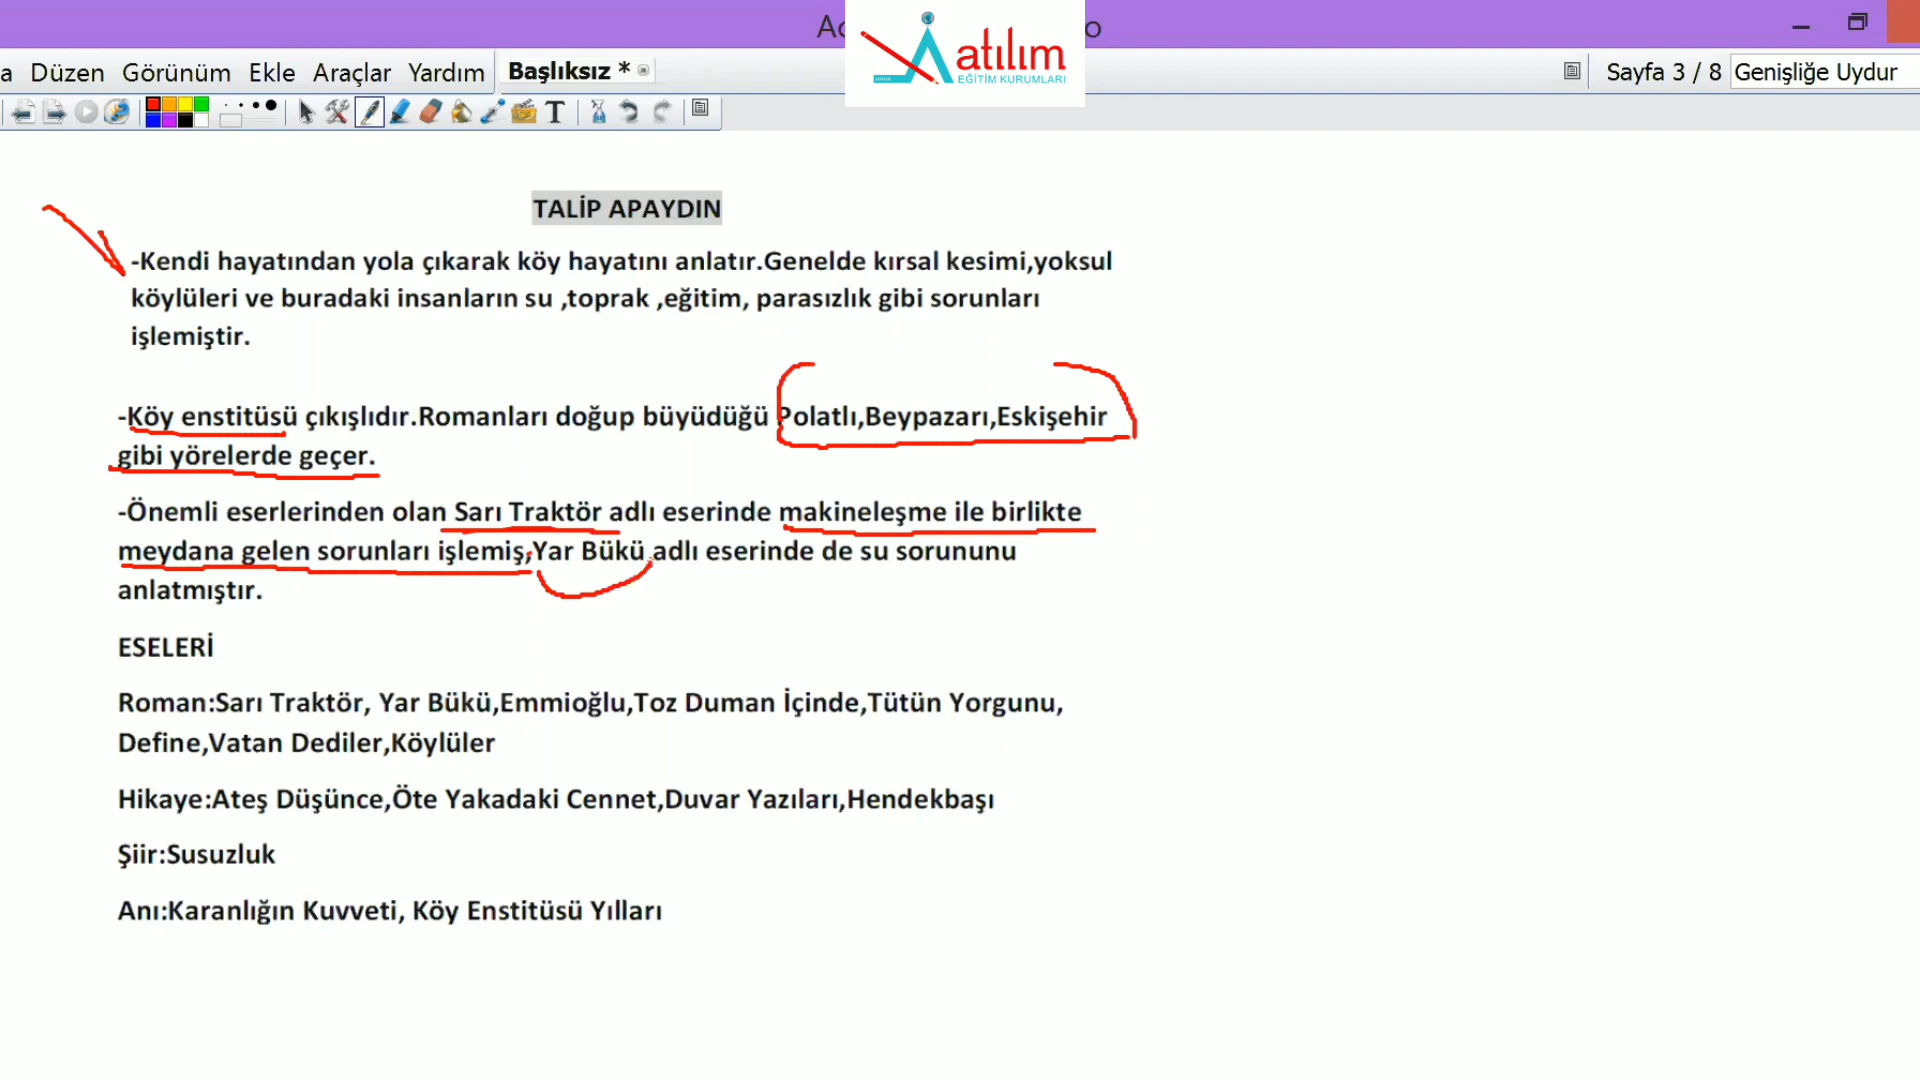 Ac
o
atılım
EĞİTİM KURUMLARI
a Düzen Görünüm Ekle Araçlar Yardım Başlıksız *
Sayfa 3 / 8 Genişliğe Uydur
TALİP APAYDIN
-Kendi hayatından yola çıkarak köy hayatını anlatır.Genelde kırsal kesimi,yoksul
köylüleri ve buradaki insanların su ,toprak ,eğitim, parasızlık gibi sorunları
işlemiştir.
-Köy enstitüsü çıkışlıdır.Romanları doğup büyüdüğü Polatlı,Beypazarı,Eskişehir
gibi yörelerde geçer.
-Önemli eserlerinden olan Sarı Traktör adlı eserinde makineleşme ile birlikte
meydana gelen sorunları işlemiş,Yar Bükü adlı eserinde de su sorununu
anlatmıştır.
ESELERİ
Roman:Sarı Traktör, Yar Bükü,Emmioğlu,Toz Duman İçinde,Tütün Yorgunu,
Define,Vatan Dediler,Köylüler
Hikaye:Ateş Düşünce,Öte Yakadaki Cennet,Duvar Yazıları,Hendekbaşı
Şiir:Susuzluk
Anı:Karanlığın Kuvveti, Köy Enstitüsü Yılları